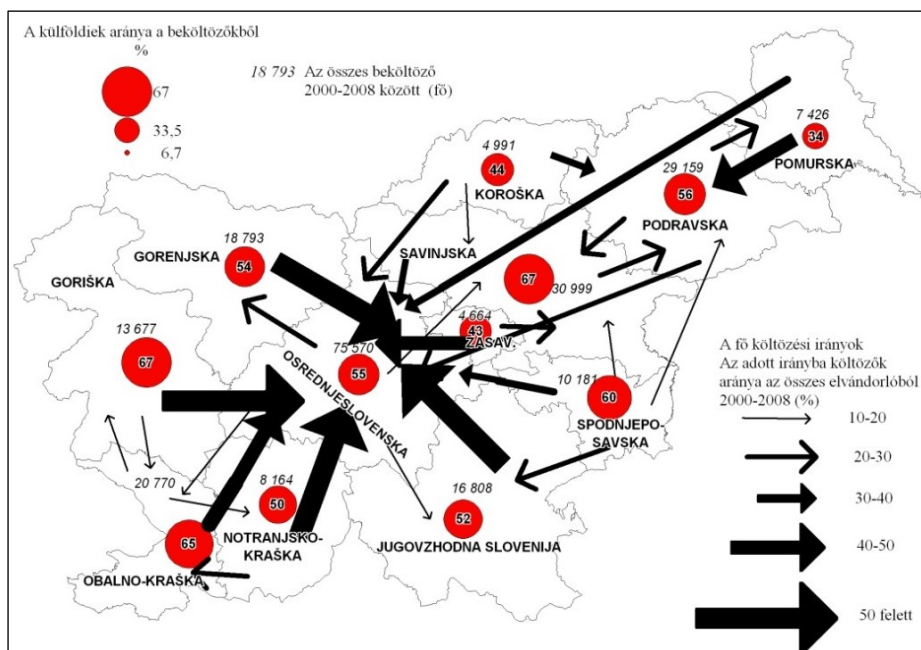 A külföldiek aránya a beköltözőkből
%
67
33,5
6,7
18 793 Az összes beköltöző
2000-2008 között (fő)
7 426
34
POMURSKA
4 991
44
KOROŠKA
29 159
56
PODRAVSKA
18 793
GORENJSKA
54
SAVINJSKA
67
30 999
GORIŠKA
13 677
67
4 664
43
ZASAV.
75 570
55
OSREDNJESLOVENSKA
10 181
60
SPODNJEPO-
SAVSKA
A fő költözési irányok
Az adott irányba költözők
aránya az összes elvándorlóból
2000-2008 (%)
10-20
20-30
30-40
40-50
50 felett
20 770
65
OBALNO-KRAŠKA
8 164
50
NOTRANJSKO-
KRAŠKA
16 808
52
JUGOVZHODNA SLOVENIJA